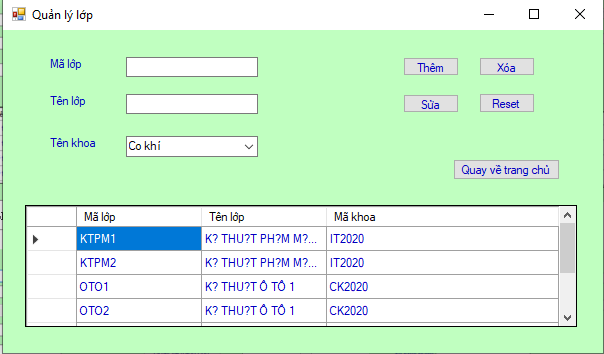 Quản lý lớp
Mã lớp
Thêm Xóa
Tên lớp
Sửa Reset
Tên khoa Co khí
Quay về trang chủ
Mã lớp Tên lớp Mã khoa
KTPM1 K? THU?T PH?M M?... IT2020
KTPM2 K? THU?T PH?M M?... IT2020
OTO1 K? THU?T Ô TÔ 1 CK2020
OTO2 K? THU?T Ô TÔ 1 CK2020